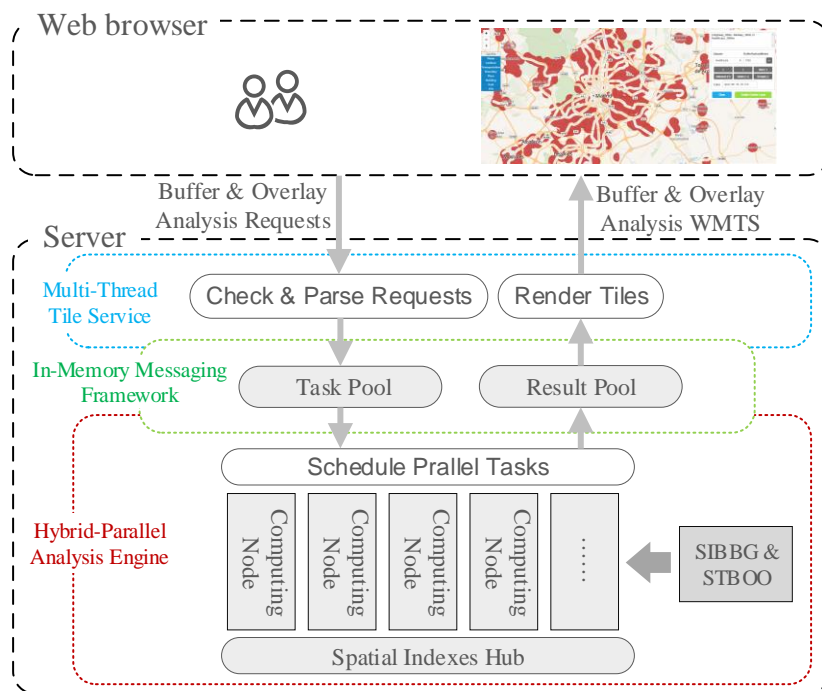 Web browser
Buffer & Overlay
Analysis Requests
Buffer & Overlay
Analysis WMTS
Server
Multi-Thread
Tile Service
Check & Parse Requests
Render Tiles
In-Memory Messaging
Framework
Task Pool
Result Pool
Schedule Prallel Tasks
Hybrid-Parallel
Analysis Engine
Computing
Node
Computing
Node
Computing
Node
Computing
Node
......
SIBBG &
STBOO
Spatial Indexes Hub